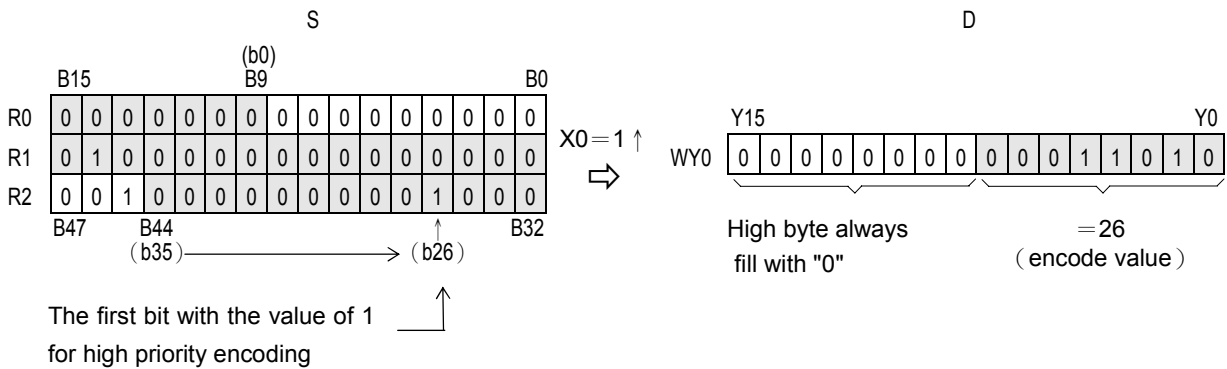 S D
(b0)
B15 B9 B0
R0 0 0 0 0 0 0 0 0 0 0 0 0 0 0 0 0
R1 0 1 0 0 0 0 0 0 0 0 0 0 0 0 0 0
R2 0 0 1 0 0 0 0 0 0 0 0 0 1 0 0 0
B47 B44 B32
(b35) (b26)
The first bit with the value of 1
for high priority encoding
X0=1↑
Y15 Y0
WY0 0 0 0 0 0 0 0 0 0 0 0 1 1 0 1 0
High byte always
fill with "0"
=26
(encode value)